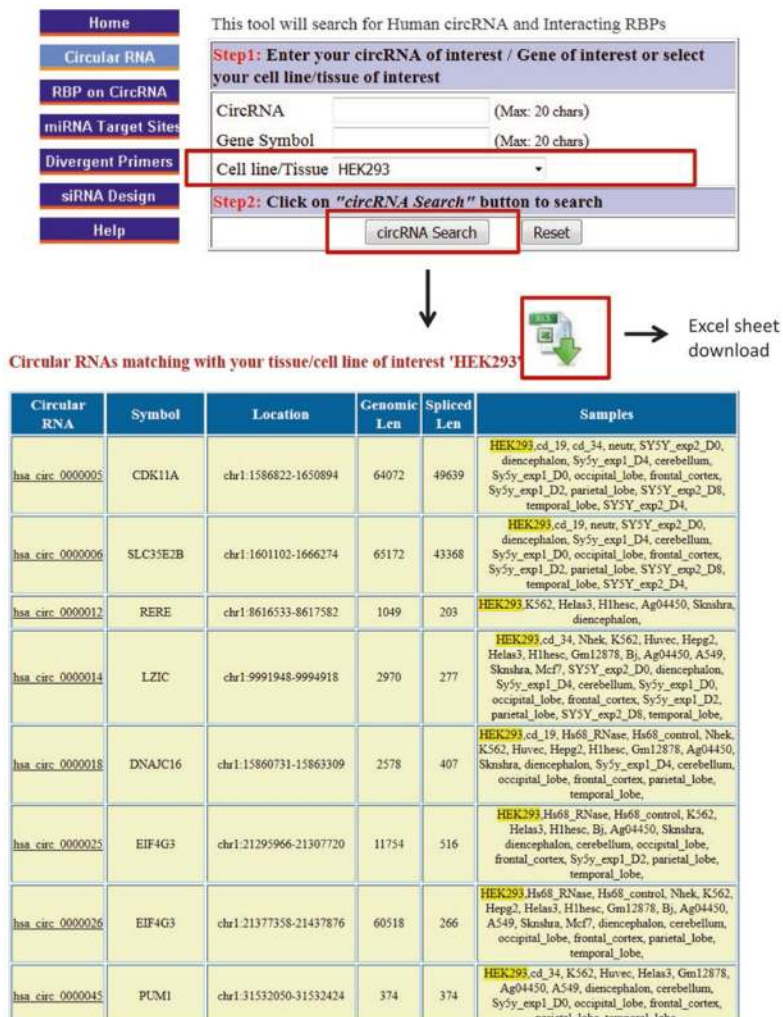 Home
Circular RNA
RBP on CircRNA
miRNA Target Sites
Divergent Primers
siRNA Design
Help
This tool will search for Human circRNA and Interacting RBPs
Step1: Enter your circRNA of interest / Gene of interest or select
your cell line/tissue of interest
CircRNA (Max: 20 chars)
Gene Symbol (Max: 20 chars)
Cell line/Tissue HEK293
Step2: Click on "circRNA Search" button to search
circRNA Search Reset
Excel sheet
download
XLS
Circular RNAs matching with your tissue/cell line of interest 'HEK293'
Circular
RNA
Symbol
Location
Genomic
Len
Spliced
Len
Samples
hsa_circ_0000005
CDK11A
chr1:1586822-1650894
64072
49639
HEK293,cd_19, cd_34, neutr, SY5Y_exp2_D0,
diencephalon, Sy5y_exp1_D4, cerebellum,
Sy5y_exp1_D0, occipital_lobe, frontal_cortex,
Sy5y_exp1_D2, parietal_lobe, SY5Y_exp2_D8,
temporal_lobe, SY5Y_exp2_D4,
hsa_circ_0000006
SLC35E2B
chr1:1601102-1666274
65172
43368
HEK293,cd_19, neutr, SY5Y_exp2_D0,
diencephalon, Sy5y_exp1_D4, cerebellum,
Sy5y_exp1_D0, occipital_lobe, frontal_cortex,
Sy5y_exp1_D2, parietal_lobe, SY5Y_exp2_D8,
temporal_lobe, SY5Y_exp2_D4,
hsa_circ_0000012
RERE
chr1:8616533-8617582
1049
203
HEK293,K562, Helas3, H1hesc, Ag04450, Sknshra,
diencephalon,
hsa_circ_0000014
LZIC
chr1:9991948-9994918
2970
277
HEK293,cd_34, Nhek, K562, Huvec, Hepg2,
Helas3, H1hesc, Gm12878, Bj, Ag04450, A549,
Sknshra, Mcf7, SY5Y_exp2_D0, diencephalon,
Sy5y_exp1_D4, cerebellum, Sy5y_exp1_D0,
occipital_lobe, frontal_cortex, Sy5y_exp1_D2,
parietal_lobe, SY5Y_exp2_D8, temporal_lobe,
hsa_circ_0000018
DNAJC16
chr1:15860731-15863309
2578
407
HEK293,cd_19, Hs68_RNase, Hs68_control, Nhek,
K562, Huvec, Hepg2, H1hesc, Gm12878, Ag04450,
Sknshra, diencephalon, Sy5y_exp1_D4, cerebellum,
occipital_lobe, frontal_cortex, parietal_lobe,
temporal_lobe,
hsa_circ_0000025
EIF4G3
chr1:21295966-21307720
11754
516
HEK293,Hs68_RNase, Hs68_control, K562,
Helas3, H1hesc, Bj, Ag04450, Sknshra,
diencephalon, cerebellum, occipital_lobe,
frontal_cortex, Sy5y_exp1_D2, parietal_lobe,
temporal_lobe,
hsa_circ_0000026
EIF4G3
chr1:21377358-21437876
60518
266
HEK293,Hs68_RNase, Hs68_control, Nhek, K562,
Hepg2, Helas3, H1hesc, Gm12878, Bj, Ag04450,
A549, Sknshra, Mcf7, diencephalon, cerebellum,
occipital_lobe, frontal_cortex, parietal_lobe,
temporal_lobe,
hsa_circ_0000045
PUM1
chr1:31532050-31532424
374
374
HEK293,cd_34, K562, Huvec, Helas3, Gm12878,
Ag04450, A549, diencephalon, cerebellum,
Sy5y_exp1_D0, occipital_lobe, frontal_cortex,